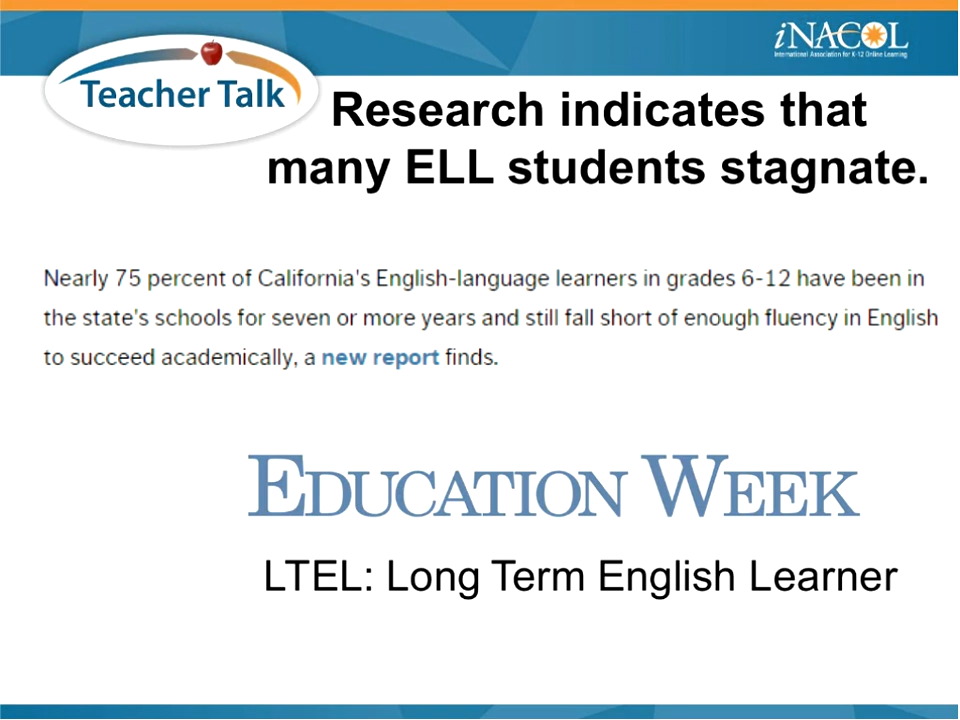 iNACOL
International Association for K-12 Online Learning
Teacher Talk
Research indicates that
many ELL students stagnate.
Nearly 75 percent of California's English-language learners in grades 6-12 have been in
the state's schools for seven or more years and still fall short of enough fluency in English
to succeed academically, a new report finds.
EDUCATION WEEK
LTEL: Long Term English Learner